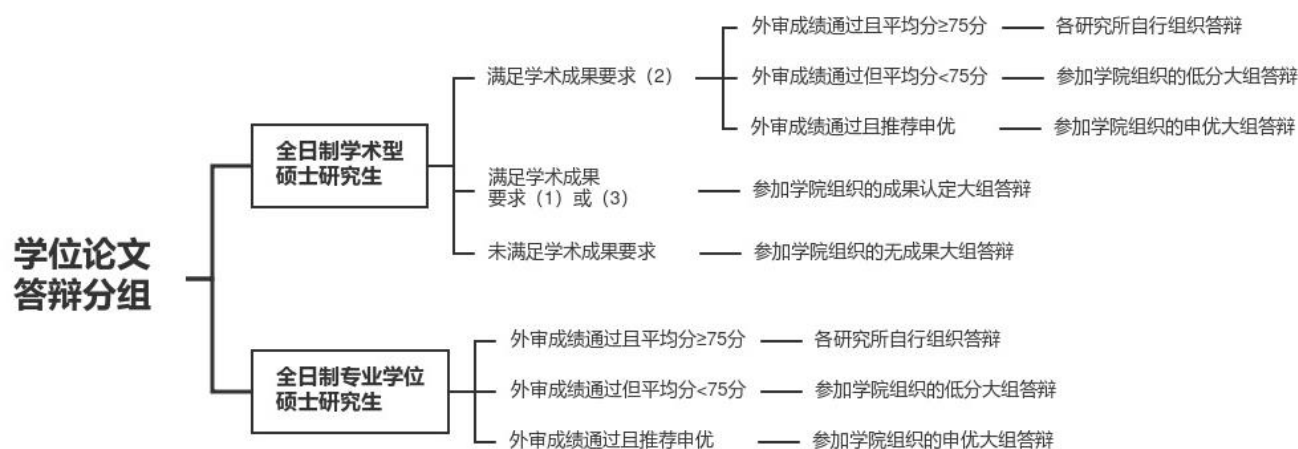 学位论文
答辩分组
全日制学术型
硕士研究生
满足学术成果要求（2）
外审成绩通过且平均分≥75分
各研究所自行组织答辩
外审成绩通过但平均分<75分
参加学院组织的低分大组答辩
外审成绩通过且推荐申优
参加学院组织的申优大组答辩
满足学术成果
要求（1）或（3）
参加学院组织的成果认定大组答辩
未满足学术成果要求
参加学院组织的无成果大组答辩
全日制专业学位
硕士研究生
外审成绩通过且平均分≥75分
各研究所自行组织答辩
外审成绩通过但平均分<75分
参加学院组织的低分大组答辩
外审成绩通过且推荐申优
参加学院组织的申优大组答辩